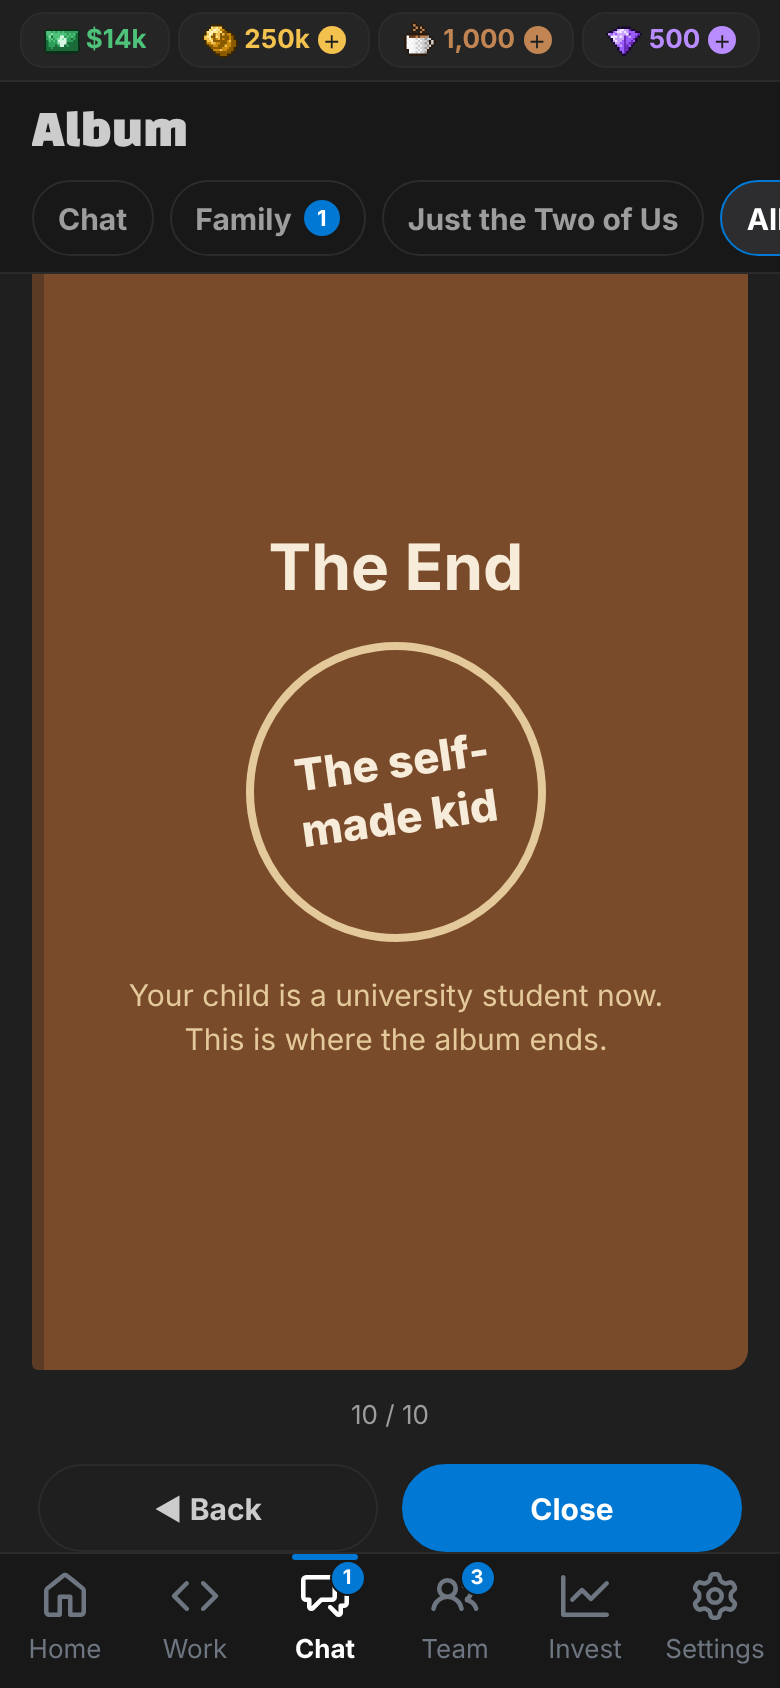 $14k 250k + 1,000 + 500 +
Album
Chat Family 1 Just the Two of Us
The End
The self-
made kid
Your child is a university student now.
This is where the album ends.
10 / 10
◀ Back Close
1 3
Home Work Chat Team Invest Settings